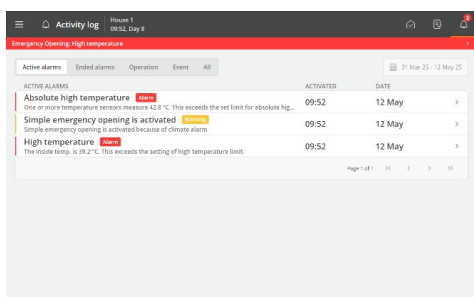 Activity log
House 1
09:52, Day 8
Emergency Opening: High temperature
Active alarms Ended alarms Operation Event All
31 Mar 25 - 12 May 25
ACTIVE ALARMS ACTIVATED DATE
Absolute high temperature Alarm
One or more temperature sensors measure 42.8 °C. This exceeds the set limit for absolute hig...
09:52 12 May
Simple emergency opening is activated Warning
Simple emergency opening is activated because of climate alarm
09:52 12 May
High temperature Alarm
The inside temp. is 39.2 °C. This exceeds the setting of high temperature limit.
09:52 12 May
Page 1 of 1